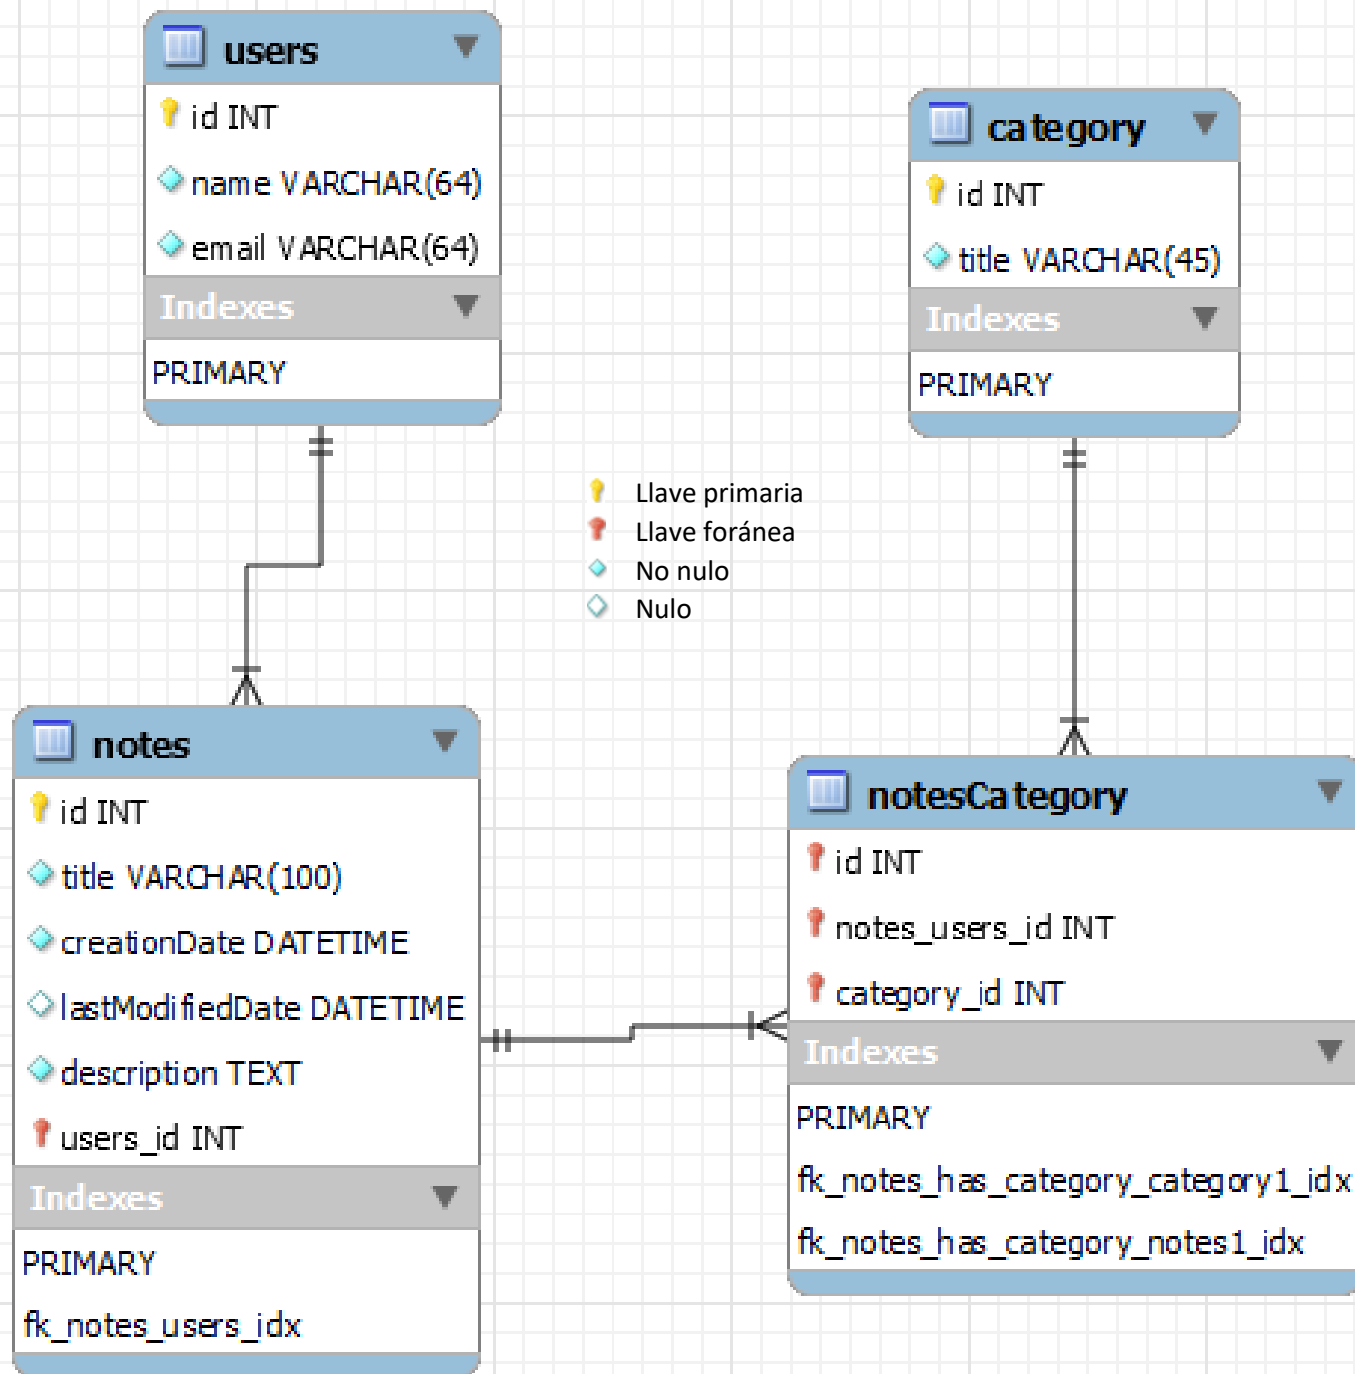 users
id INT
name VARCHAR(64)
email VARCHAR(64)
Indexes
PRIMARY
category
id INT
title VARCHAR(45)
Indexes
PRIMARY
Llave primaria
Llave foránea
No nulo
Nulo
notes
id INT
title VARCHAR(100)
creationDate DATETIME
lastModifiedDate DATETIME
description TEXT
users_id INT
Indexes
PRIMARY
fk_notes_users_idx
notesCategory
id INT
notes_users_id INT
category_id INT
Indexes
PRIMARY
fk_notes_has_category_category1_idx
fk_notes_has_category_notes1_idx